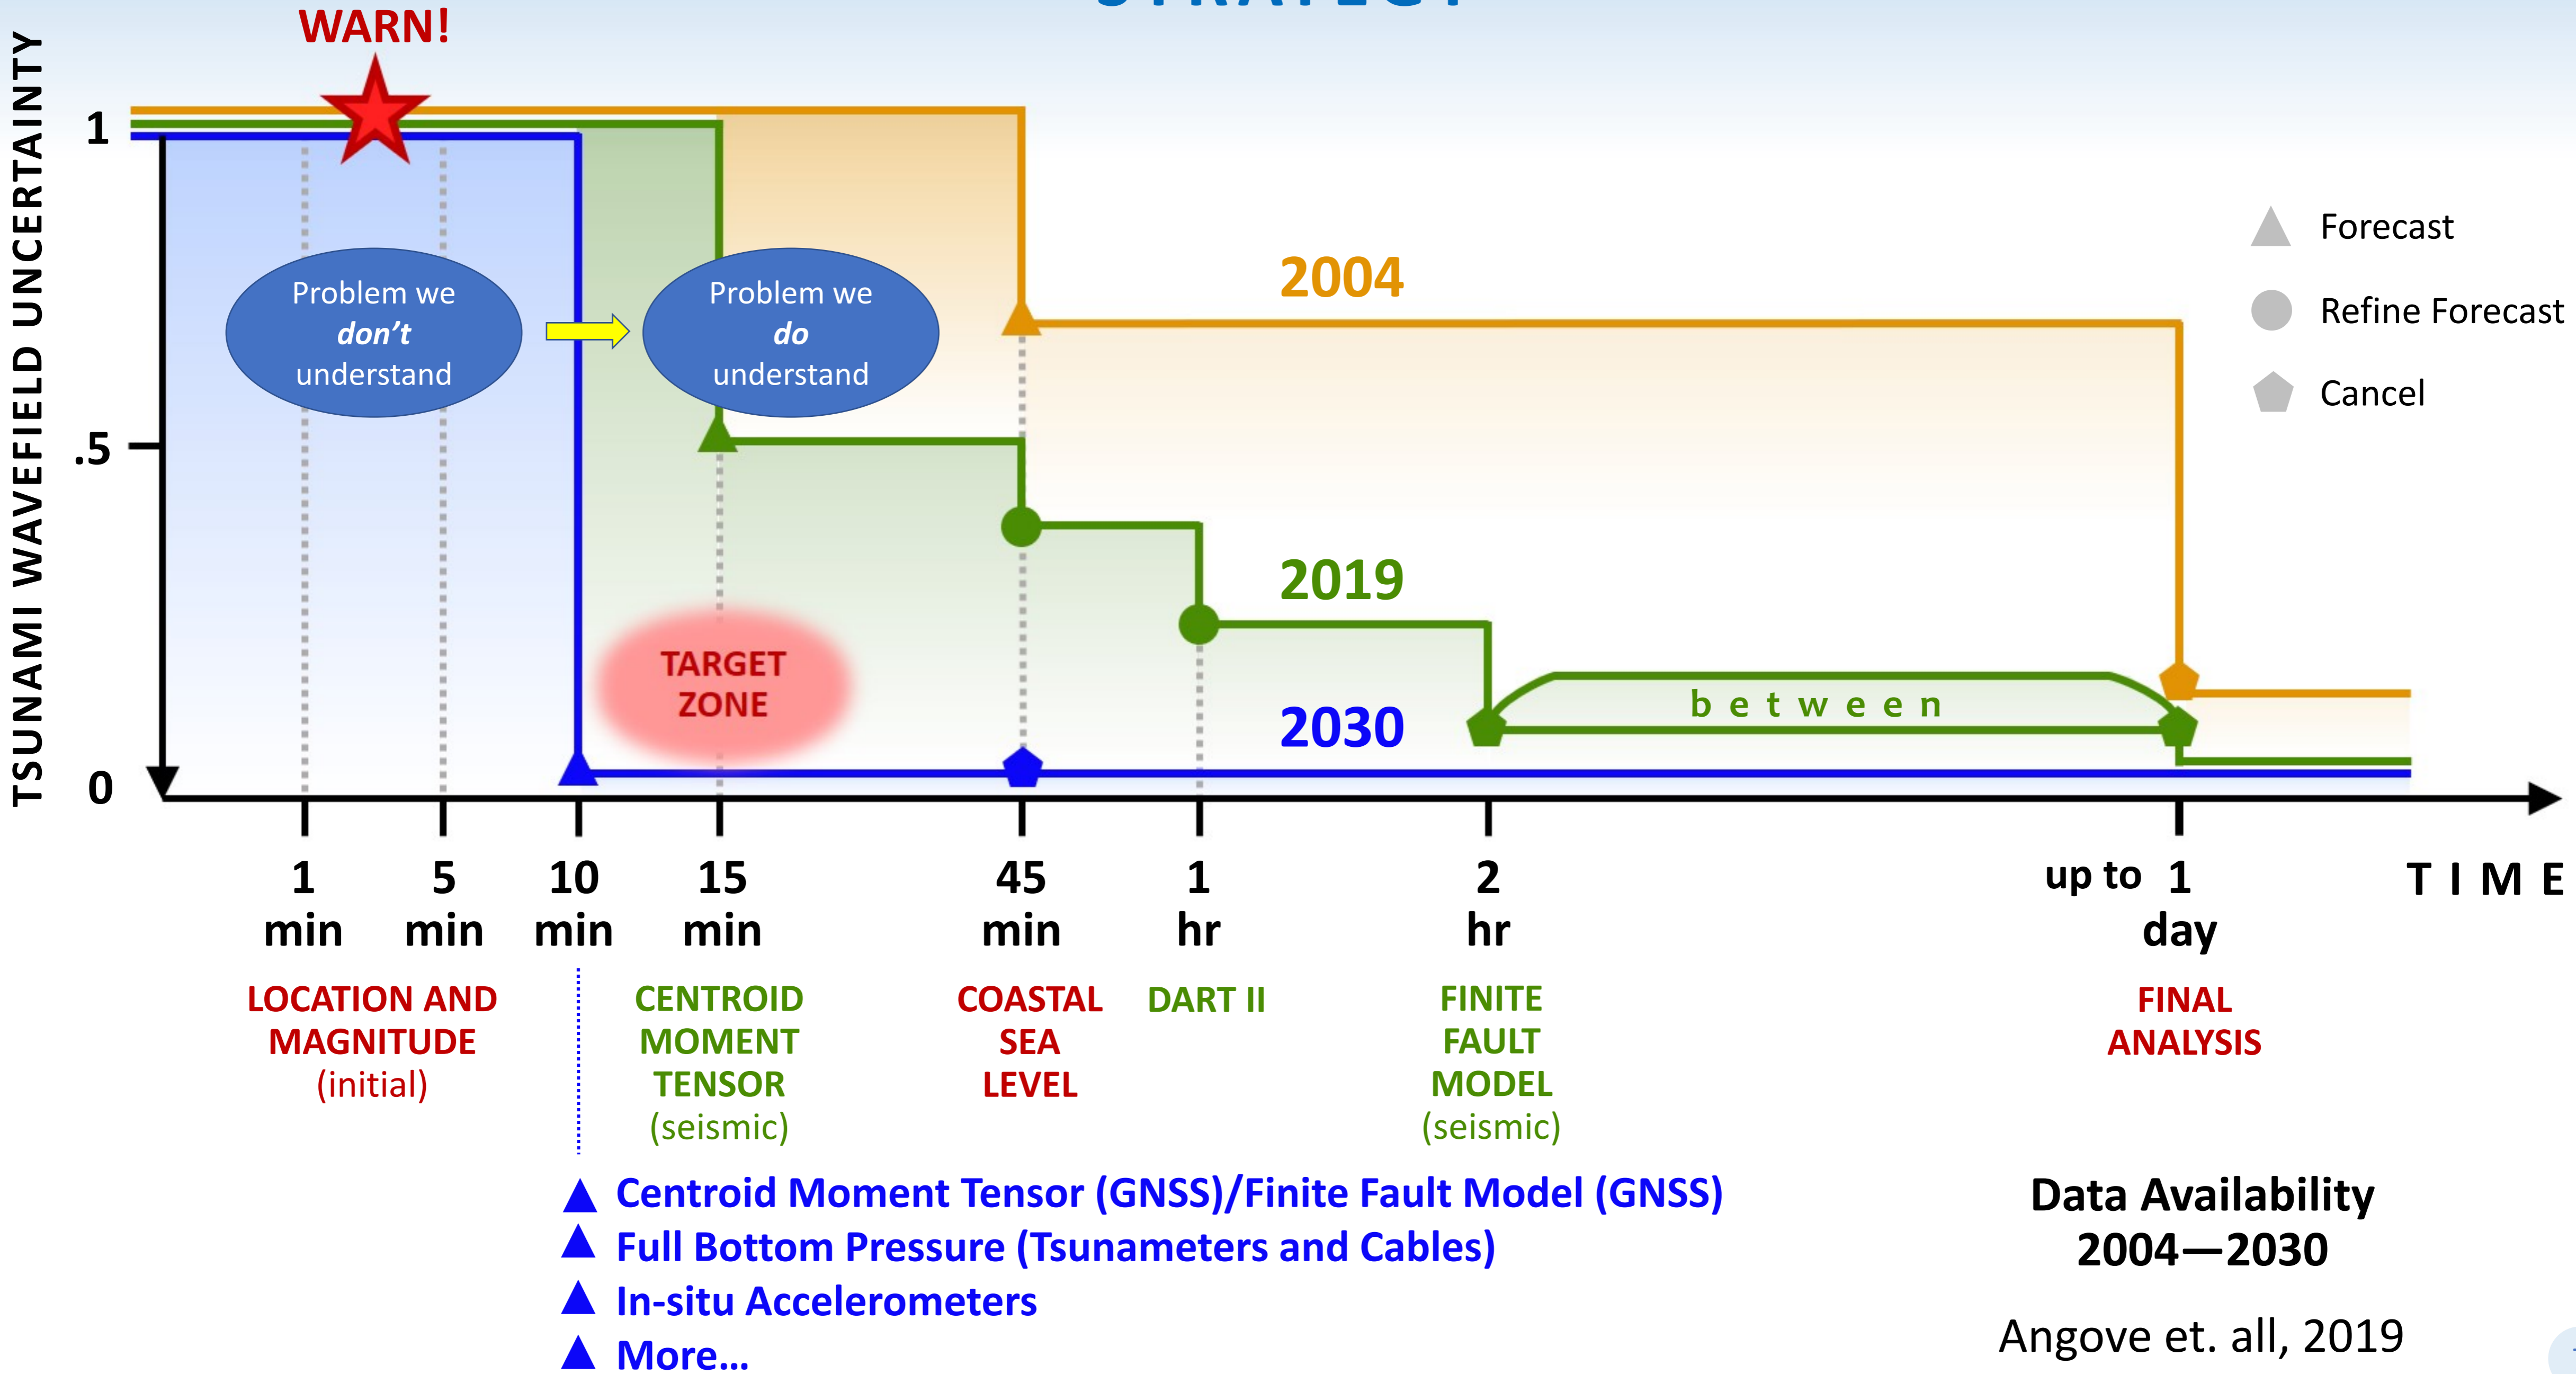 STRATEGY
WARN!
TSUNAMI WAVEFIELD UNCERTAINTY
1
.5
0
Problem we
don't
understand
Problem we
do
understand
2004
Forecast
Refine Forecast
Cancel
2019
TARGET
ZONE
2030
between
1
min
5
min
10
min
15
min
45
min
1
hr
2
hr
up to 1
day
TIME
LOCATION AND
MAGNITUDE
(initial)
CENTROID
MOMENT
TENSOR
(seismic)
COASTAL
SEA
LEVEL
DART II
FINITE
FAULT
MODEL
(seismic)
FINAL
ANALYSIS
Centroid Moment Tensor (GNSS)/Finite Fault Model (GNSS)
Full Bottom Pressure (Tsunameters and Cables)
In-situ Accelerometers
More...
Data Availability
2004—2030
Angove et. all, 2019